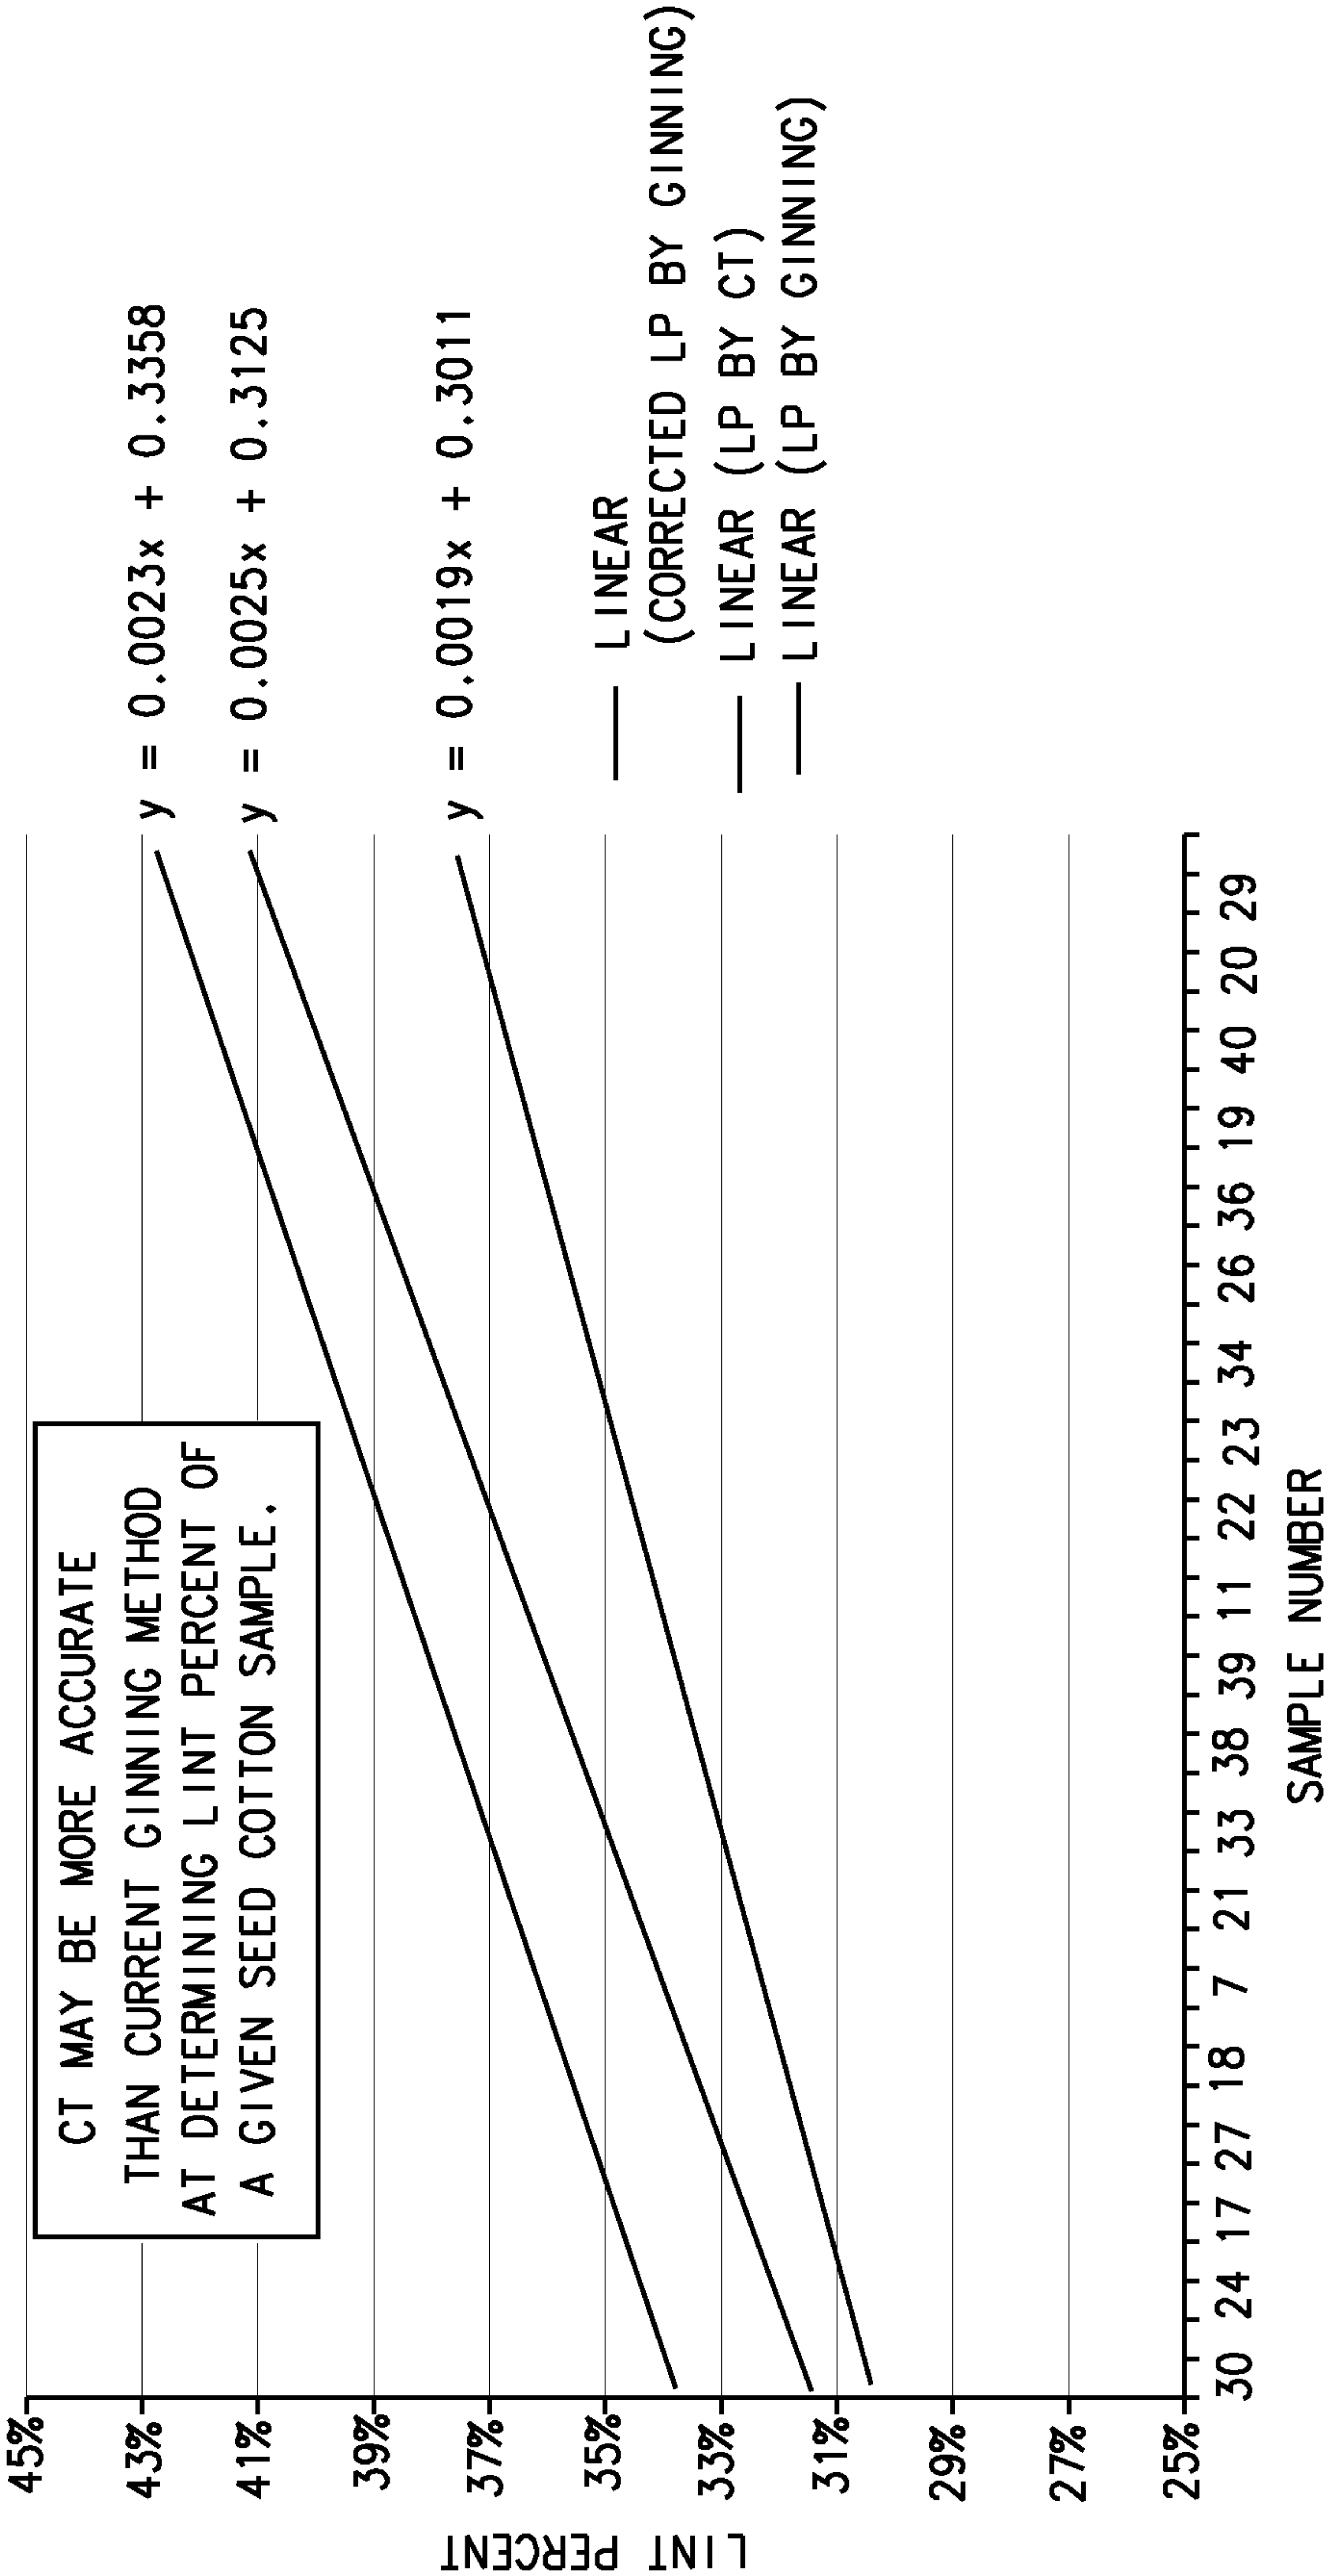 CT MAY BE MORE ACCURATE
THAN CURRENT GINNING METHOD
AT DETERMINING LINT PERCENT OF
A GIVEN SEED COTTON SAMPLE.
LINT PERCENT
45%
43%
41%
39%
37%
35%
33%
31%
29%
27%
25%
y = 0.0023x + 0.3358
y = 0.0025x + 0.3125
y = 0.0019x + 0.3011
LINEAR
(CORRECTED LP BY GINNING)
LINEAR (LP BY CT)
LINEAR (LP BY GINNING)
30 24 17 27 18 7 21 33 38 39 11 22 23 34 26 36 19 40 20 29
SAMPLE NUMBER